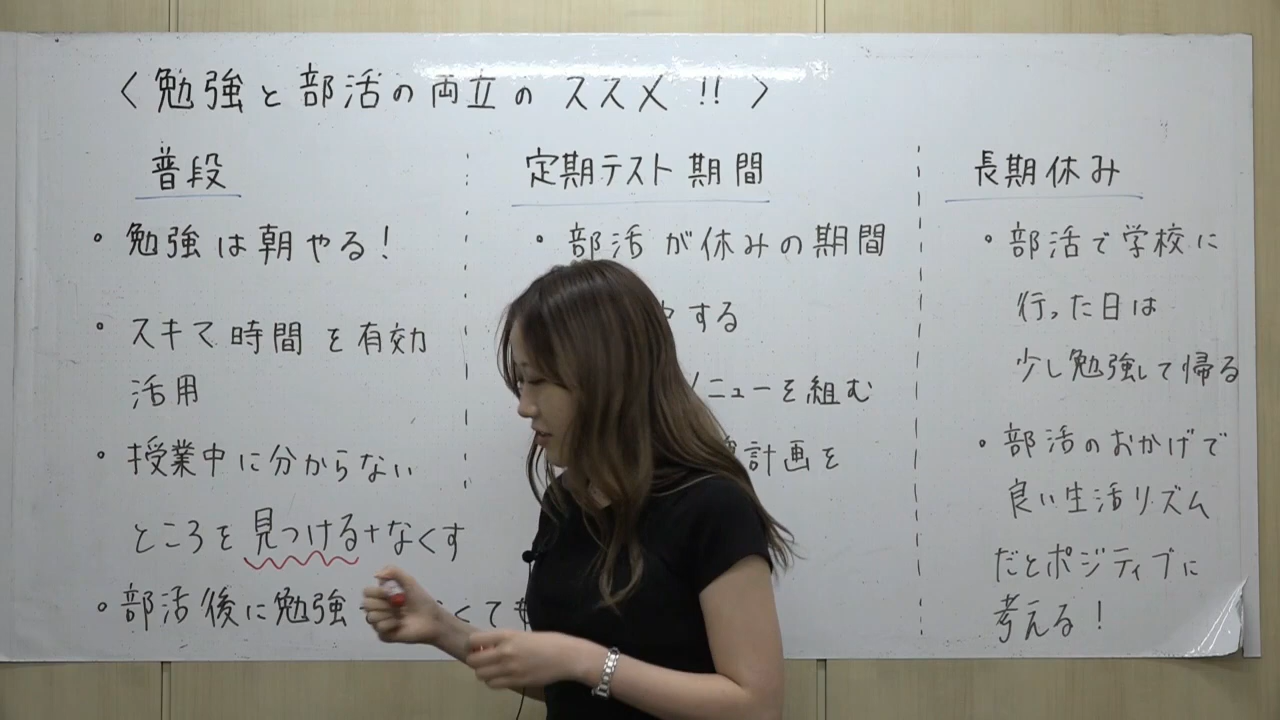 〈勉強と部活の両立のススメ!!〉
普段
・勉強は朝やる!
・スキマ時間を有効
活用
・授業中に分からない
ところを見つける+なくす
・部活後に勉強 くても
定期テスト期間
・部活が休みの期間
する
メニューを組む
計画を
長期休み
・部活で学校に
行った日は
少し勉強して帰る
・部活のおかげで
良い生活リズム
だとポジティブに
考える!